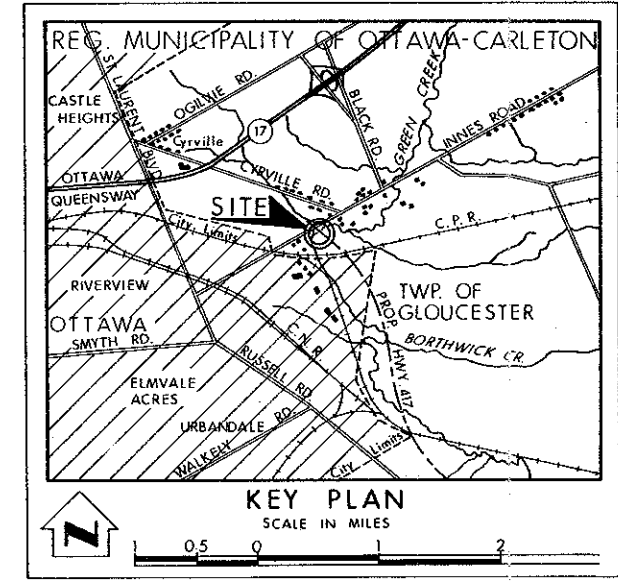 REG. MUNICIPALITY OF OTTAWA-CARLETON
ST. LAURENT BLVD.
OGILVIE RD.
CASTLE HEIGHTS
BLACK RD
GREEN CREEK
INNES ROAD
Cyrville
17
CYRVILLE RD.
OTTAWA
QUEENSWAY
SITE
City Limits
C.P.R.
RIVERVIEW
TWP. OF
GLOUCESTER
PROP. HWY 417
OTTAWA
SMYTH RD.
C.N.R.
BORTHWICK CR.
RUSSELL RD.
ELMVALE
ACRES
URBANDALE
WALKELY RD.
City Limits
KEY PLAN
SCALE IN MILES
N
1 0.5 0 1 2